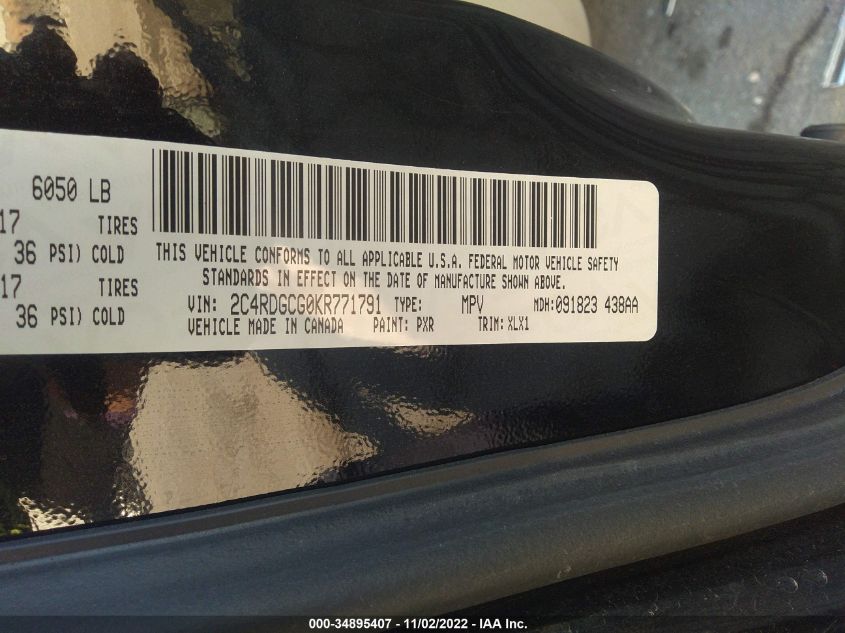 6050 LB
17 TIRES
36 PSI) COLD
17 TIRES
36 PSI) COLD
THIS VEHICLE CONFORMS TO ALL APPLICABLE U.S.A. FEDERAL MOTOR VEHICLE SAFETY
STANDARDS IN EFFECT ON THE DATE OF MANUFACTURE SHOWN ABOVE.
VIN: 2C4RDGCG0KR771791 TYPE: MPV MDH:091823 438AA
VEHICLE MADE IN CANADA PAINT: PXR TRIM: XLX1
000-34895407 - 11/02/2022 - IAA Inc.